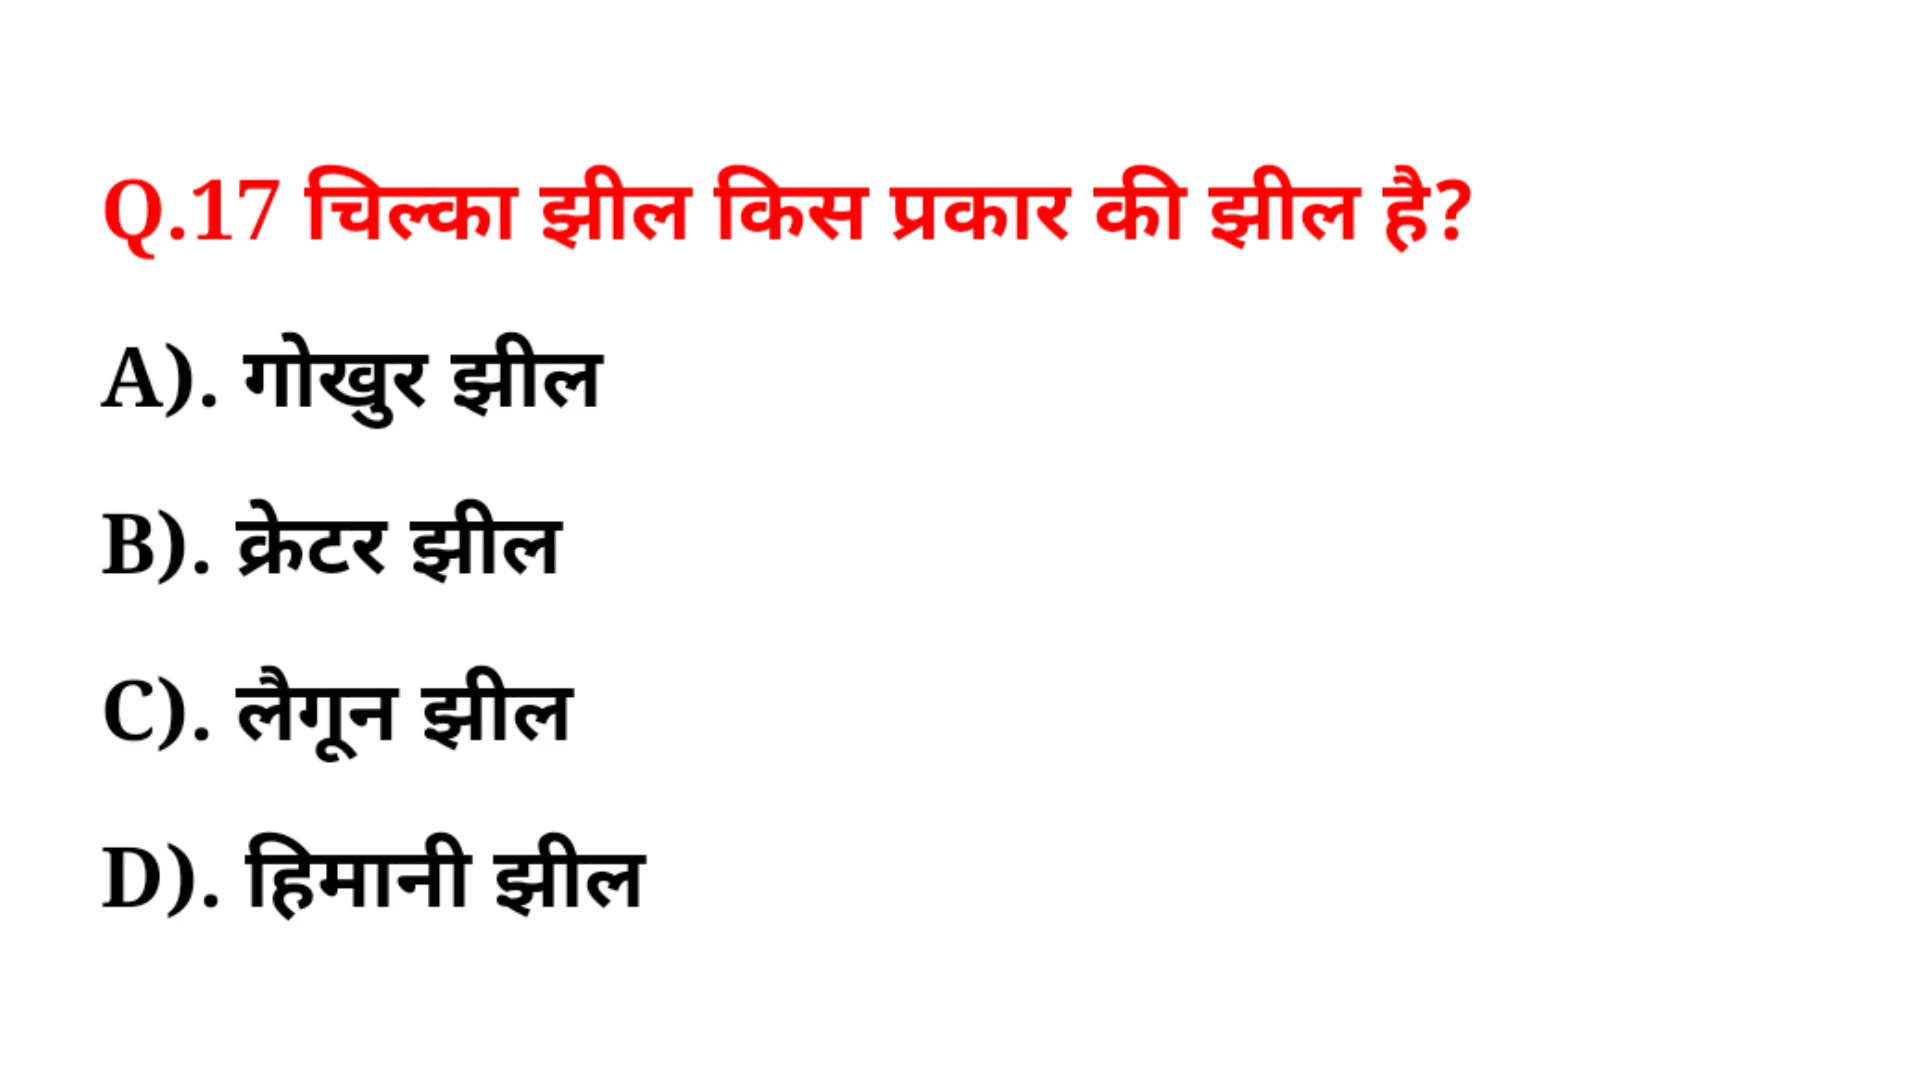 Q.17 चिल्का झील किस प्रकार की झील है?
A). गोखुर झील
B). क्रेटर झील
C). लैगून झील
D). हिमानी झील